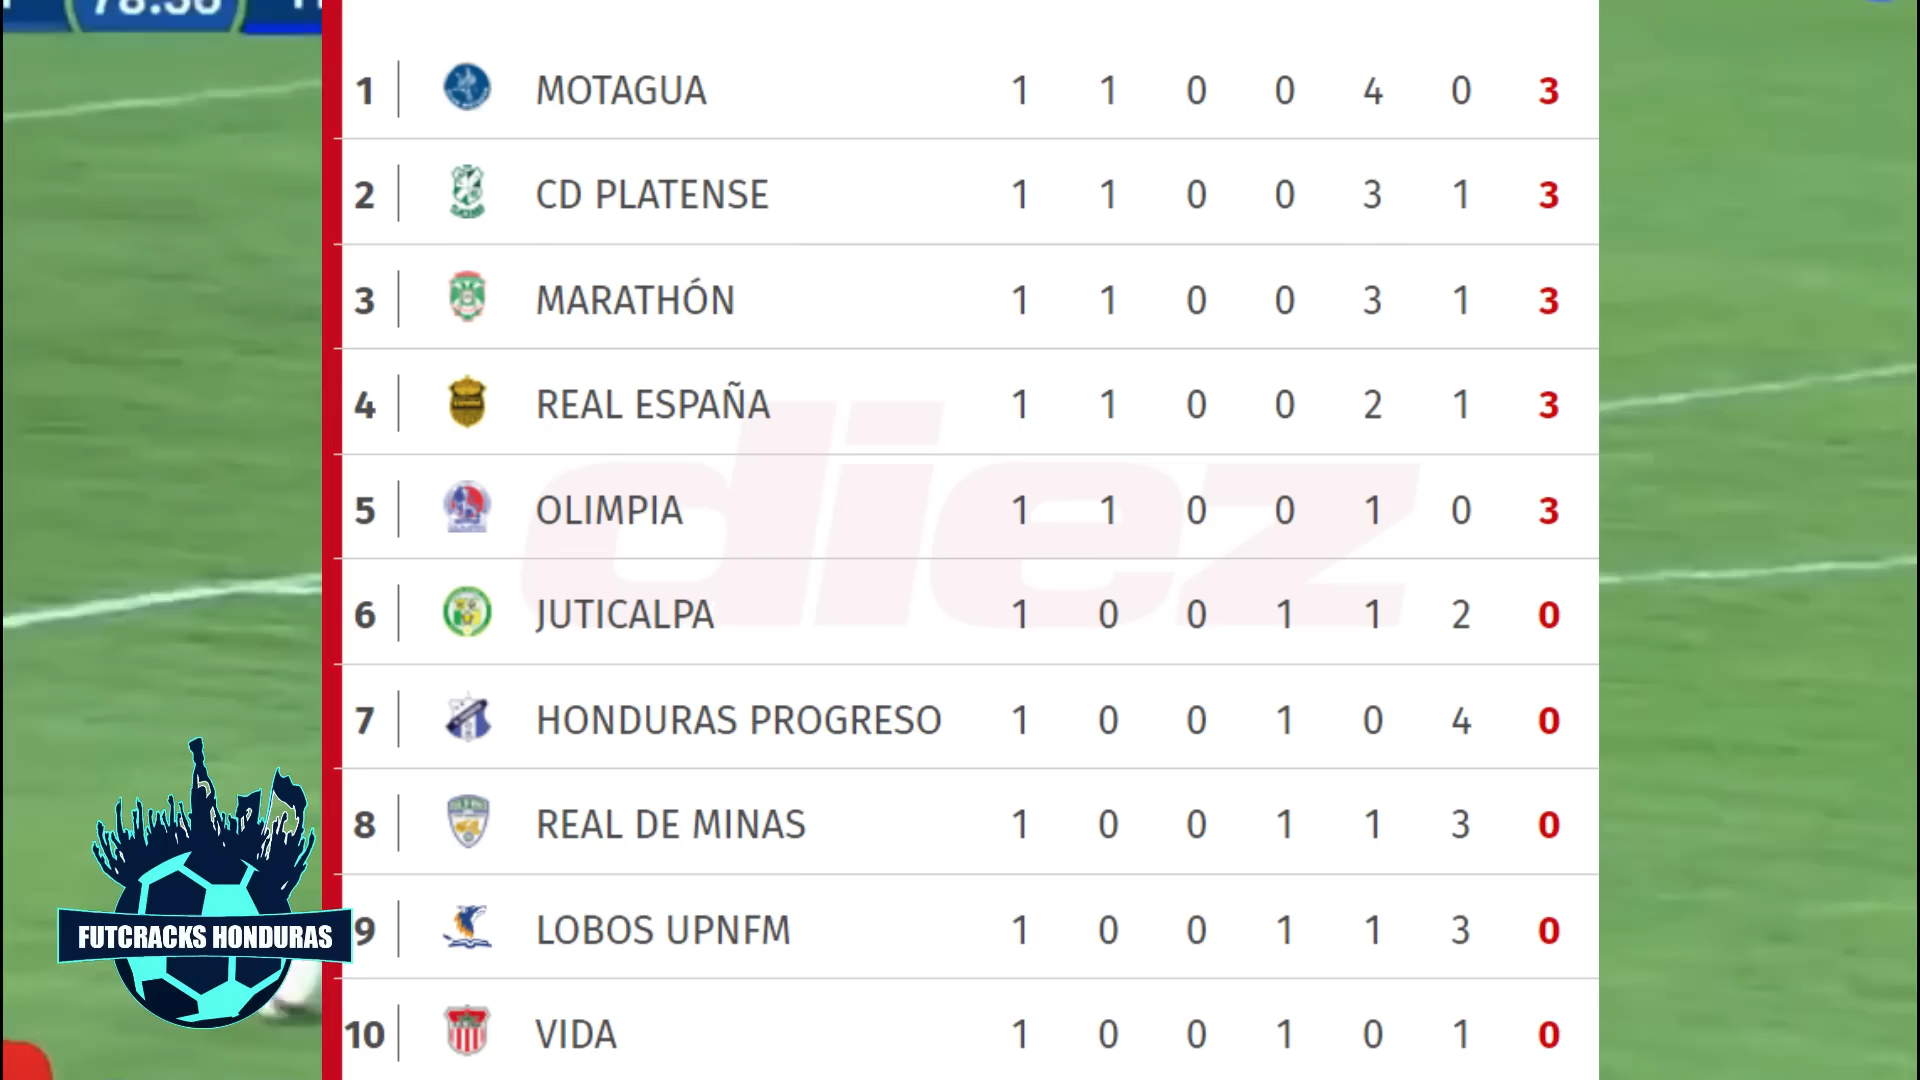 78:36
1 MOTAGUA 1 1 0 0 4 0 3
2 CD PLATENSE 1 1 0 0 3 1 3
3 MARATHÓN 1 1 0 0 3 1 3
4 REAL ESPAÑA 1 1 0 0 2 1 3
5 OLIMPIA 1 1 0 0 1 0 3
diez
6 JUTICALPA 1 0 0 1 1 2 0
7 HONDURAS PROGRESO 1 0 0 1 0 4 0
8 REAL DE MINAS 1 0 0 1 1 3 0
9 LOBOS UPNFM 1 0 0 1 1 3 0
FUTCRACKS HONDURAS
10 VIDA 1 0 0 1 0 1 0